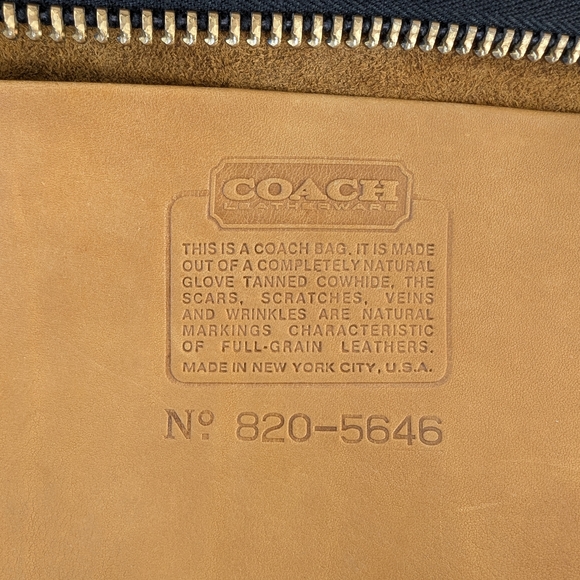 COACH
LEATHERWARE
THIS IS A COACH BAG. IT IS MADE
OUT OF A COMPLETELY NATURAL
GLOVE TANNED COWHIDE, THE
SCARS, SCRATCHES, VEINS
AND WRINKLES ARE NATURAL
MARKINGS CHARACTERISTIC
OF FULL-GRAIN LEATHERS.
MADE IN NEW YORK CITY, U.S.A.
Nº 820-5646